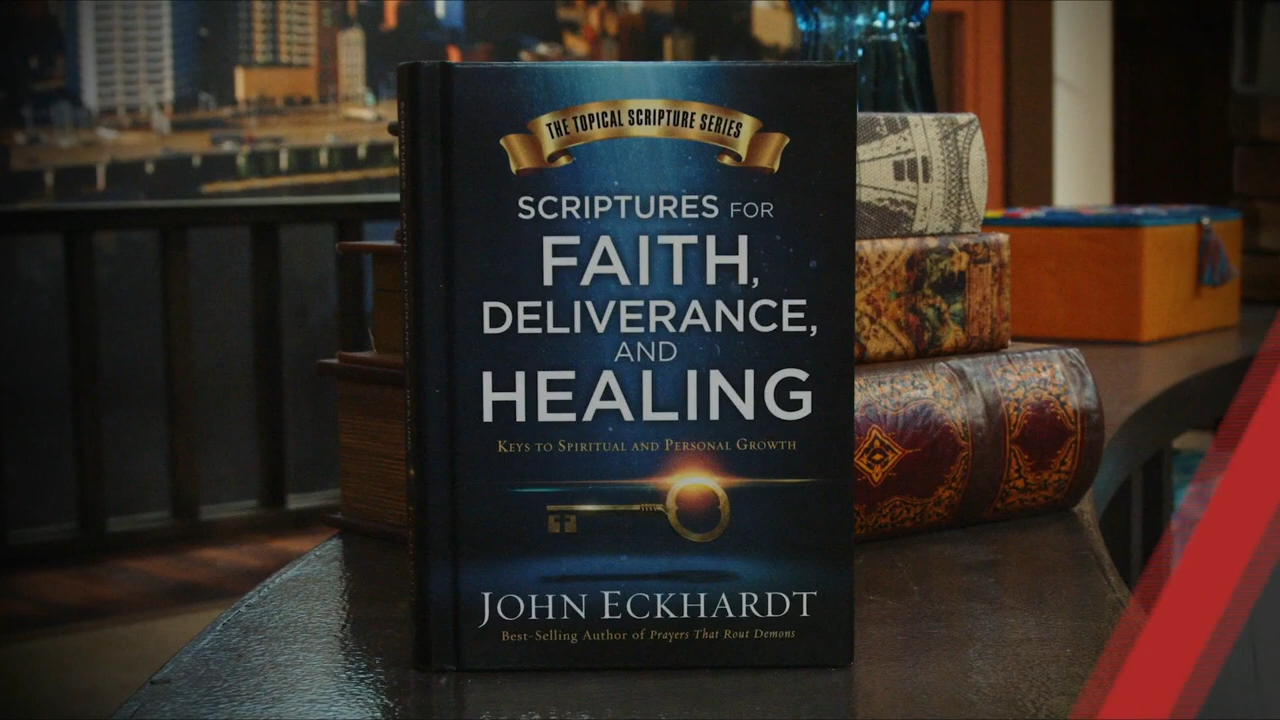 THE TOPICAL SCRIPTURE SERIES
SCRIPTURES FOR
FAITH,
DELIVERANCE,
AND
HEALING
KEYS TO SPIRITUAL AND PERSONAL GROWTH
JOHN ECKHARDT
Best-Selling Author of Prayers That Rout Demons